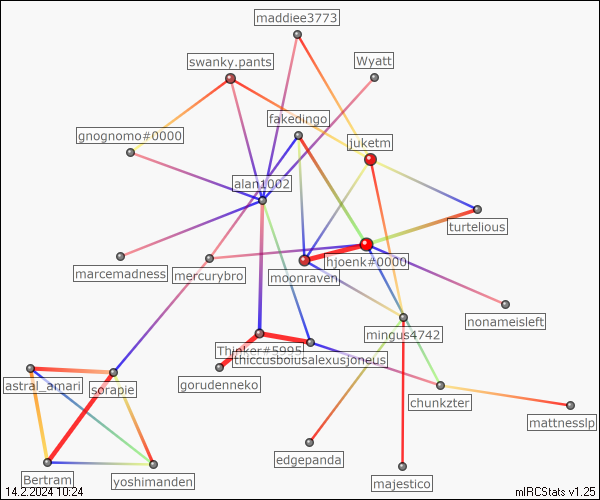 maddiee3773
swanky.pants
Wyatt
fakedingo
gnognomo#0000
juketm
alan1002
turtelious
hjoenk#0000
marcemadness
mercurybro
moonraven
nonameisleft
mingus4742
Thinker#5995
thiccusboiusalexusjoneus
astral_amari
sorapie
gorudenneko
chunkzter
mattnesslp
edgepanda
Bertram
yoshimanden
majestico
14.2.2024 10:24
mIRCStats v1.25